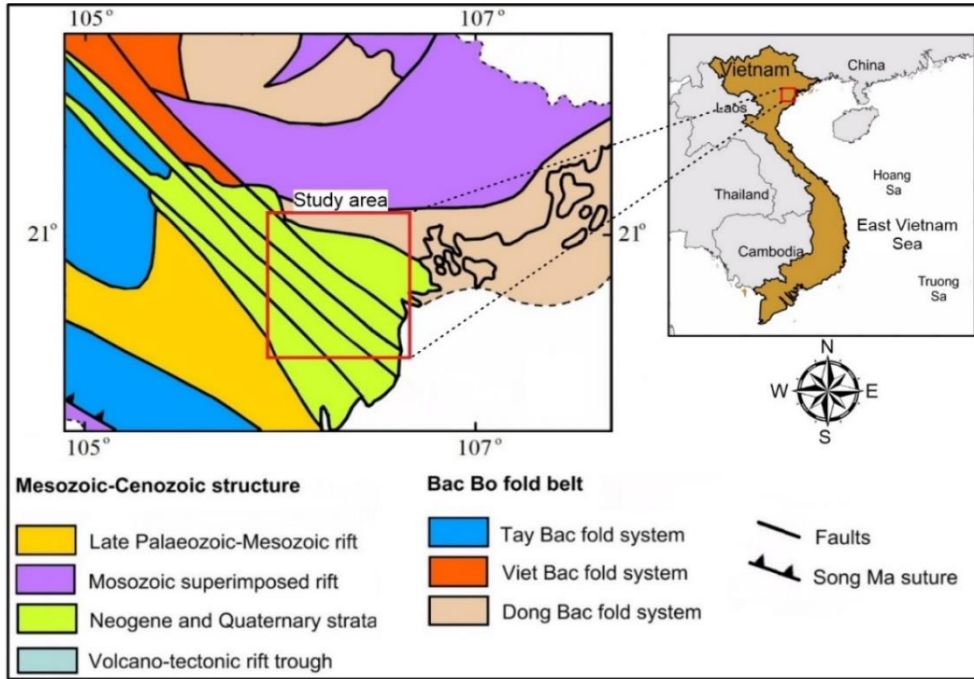 105°
107°
Study area
21°
21°
105°
107°
Vietnam
China
Laos
Thailand
Hoang
Sa
East Vietnam
Sea
Cambodia
Truong
Sa
N
W
E
S
Mesozoic-Cenozoic structure
Late Palaeozoic-Mesozoic rift
Mosozoic superimposed rift
Neogene and Quaternary strata
Volcano-tectonic rift trough
Bac Bo fold belt
Tay Bac fold system
Viet Bac fold system
Dong Bac fold system
Faults
Song Ma suture